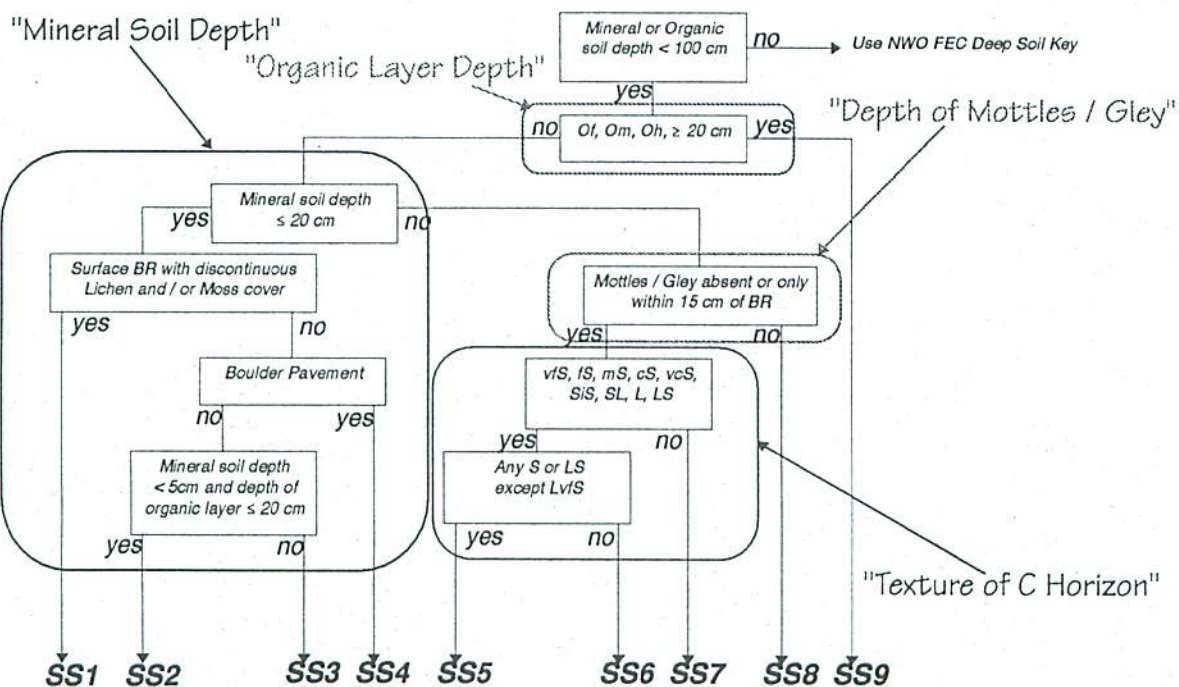 "Mineral Soil Depth"
Mineral or Organic
soil depth < 100 cm
no
Use NWO FEC Deep Soil Key
"Organic Layer Depth"
yes
"Depth of Mottles / Gley"
no
Of, Om, Oh, ≥ 20 cm
yes
Mineral soil depth
≤ 20 cm
yes
no
Surface BR with discontinuous
Lichen and / or Moss cover
Mottles / Gley absent or only
within 15 cm of BR
yes
no
yes
no
Boulder Pavement
vfS, fS, mS, cS, vcS,
SiS, SL, L, LS
no
yes
yes
no
Mineral soil depth
<5cm and depth of
organic layer ≤ 20 cm
Any S or LS
except LvfS
yes
no
yes
no
"Texture of C Horizon"
SS1 SS2 SS3 SS4 SS5 SS6 SS7 SS8 SS9